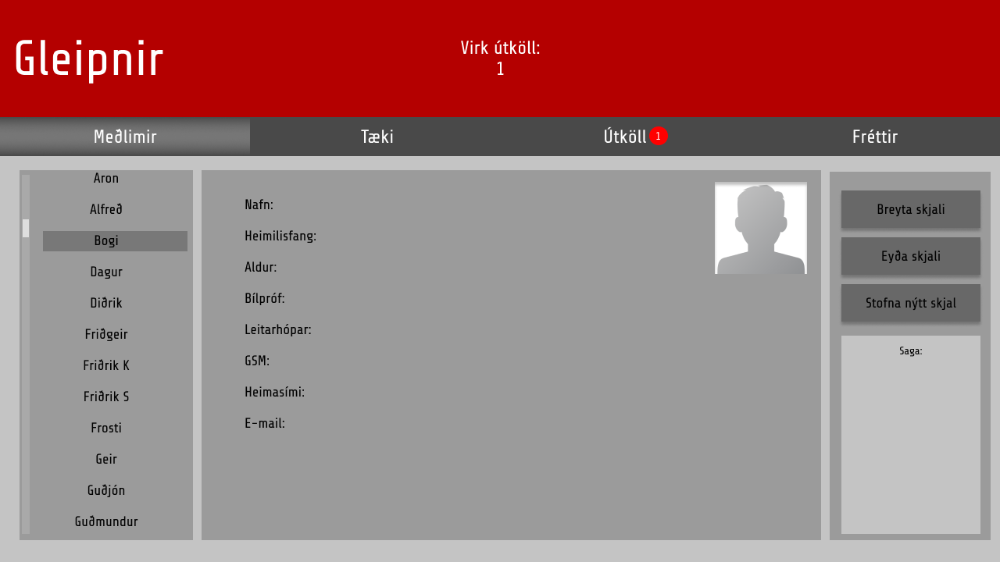 Gleipnir
Virk útköll:
1
Meðlimir
Tæki
Útköll 1
Fréttir
Aron
Alfreð
Bogi
Dagur
Diðrik
Friðgeir
Friðrik K
Friðrik S
Frosti
Geir
Guðjón
Guðmundur
Nafn:
Heimilisfang:
Aldur:
Bílpróf:
Leitarhópar:
GSM:
Heimasími:
E-mail:
Breyta skjali
Eyða skjali
Stofna nýtt skjal
Saga: